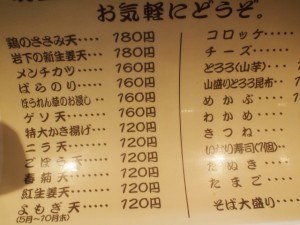 お気軽にどうぞ。
鶏のささみ天‥‥ 180円
岩下の新生姜天‥‥ 180円
メンチカツ‥‥‥ 160円
ばらのり‥‥‥‥ 160円
ほうれん草のお浸し‥‥ 160円
ゲソ天‥‥‥‥ 160円
特大かき揚げ‥‥ 120円
ニラ天‥‥‥‥ 120円
ごぼう天‥‥‥ 120円
春菊天‥‥‥‥ 120円
紅生姜天‥‥‥ 120円
よもぎ天‥‥‥ 120円
(5月〜10月末)
コロッケ‥‥‥
チーズ‥‥‥
とろろ(山芋)‥‥
山盛りとろろ昆布‥‥
めかぶ‥‥‥
わかめ‥‥‥
きつね‥‥‥
いなり寿司(1個)‥‥
たぬき‥‥‥
たまご‥‥‥
そば大盛り‥‥‥